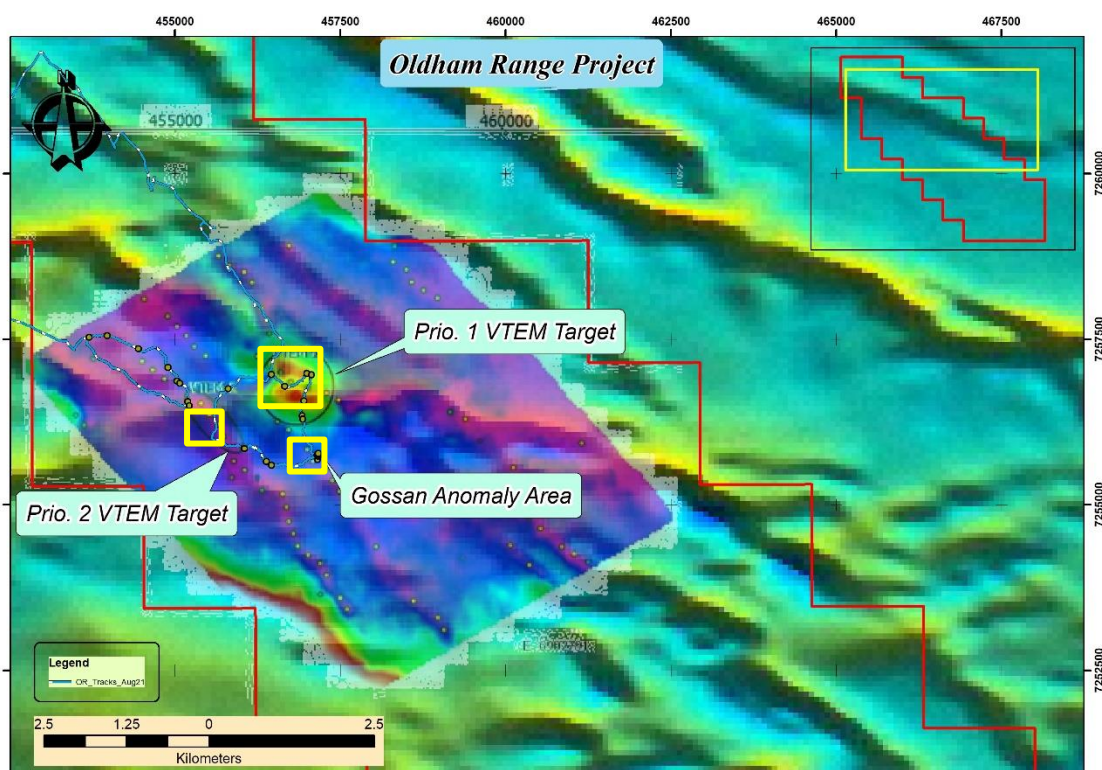 455000 457500 460000 462500 465000 467500
Oldham Range Project
N
455000 460000
7260000
7257500
Prio. 1 VTEM Target
Gossan Anomaly Area
Prio. 2 VTEM Target
7255000
7252500
Legend
OR_Tracks_Aug21
2.5 1.25 0 2.5
Kilometers